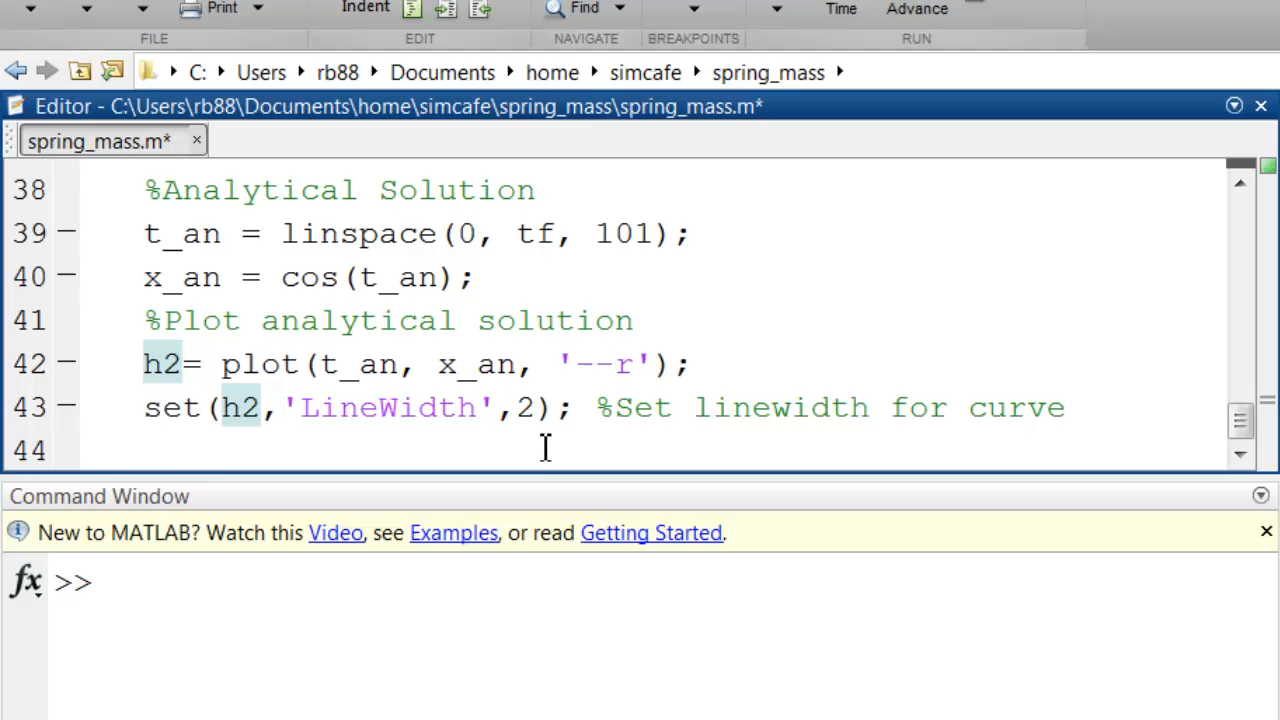 Print Indent Find Time Advance
FILE EDIT NAVIGATE BREAKPOINTS RUN
C: Users rb88 Documents home simcafe spring_mass
Editor - C:\Users\rb88\Documents\home\simcafe\spring_mass\spring_mass.m*
spring_mass.m* ×
38 %Analytical Solution
39 — t_an = linspace(0, tf, 101);
40 — x_an = cos(t_an);
41 %Plot analytical solution
42 — h2= plot(t_an, x_an, '--r');
43 — set(h2,'LineWidth',2); %Set linewidth for curve
44
Command Window
New to MATLAB? Watch this Video, see Examples, or read Getting Started.
fx >>